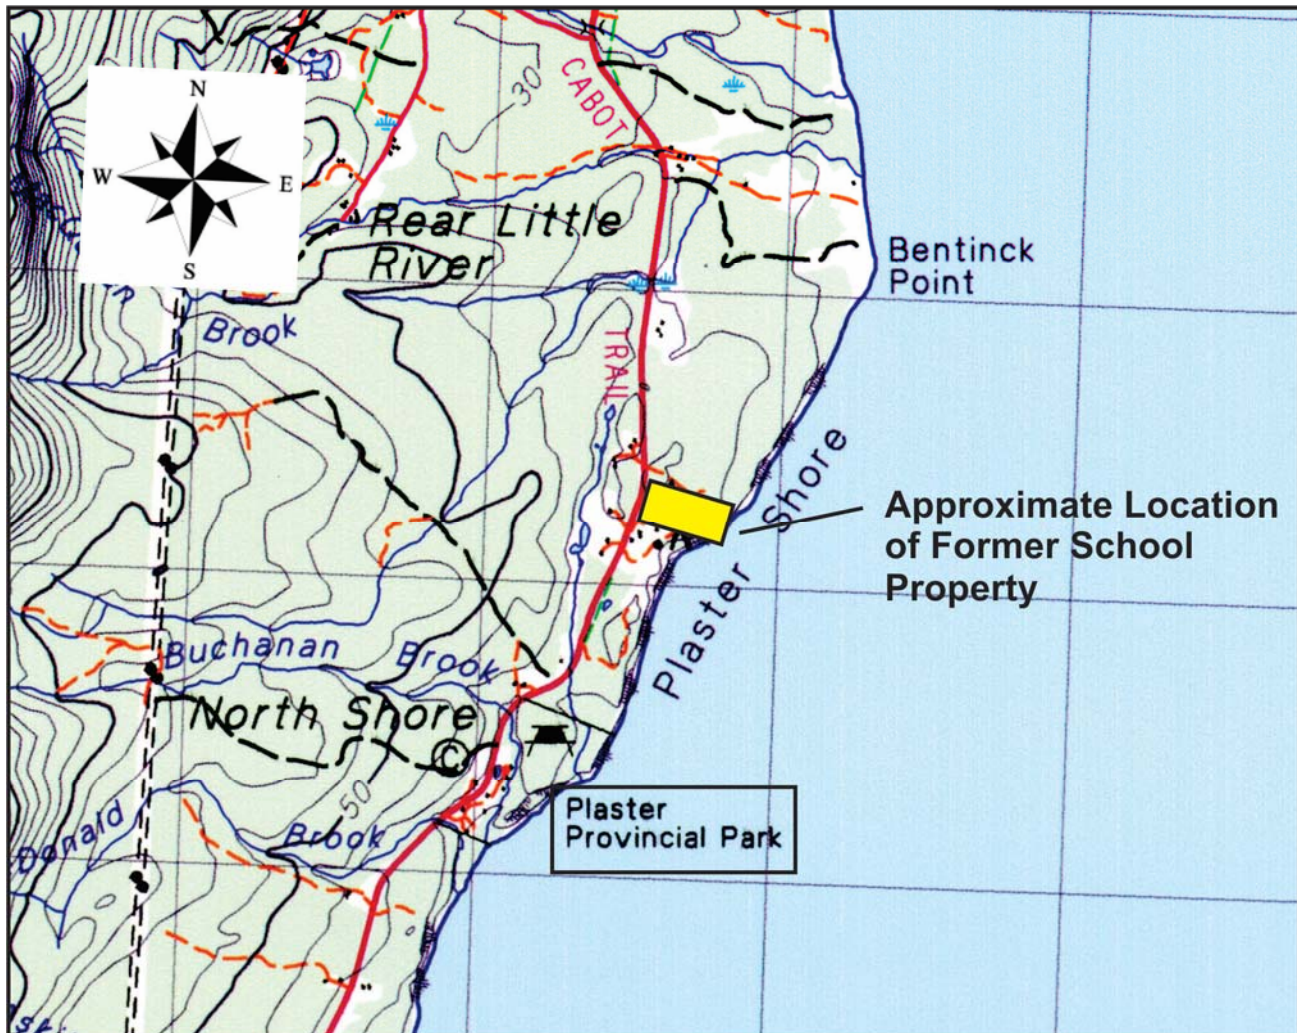 N
W
E
S
30
CABOT
TRAIL
Rear Little
River
Bentinck
Point
Brook
Plaster Shore
Approximate Location
of Former School
Property
Buchanan Brook
North Shore
C
50
Plaster
Provincial Park
Donald Brook